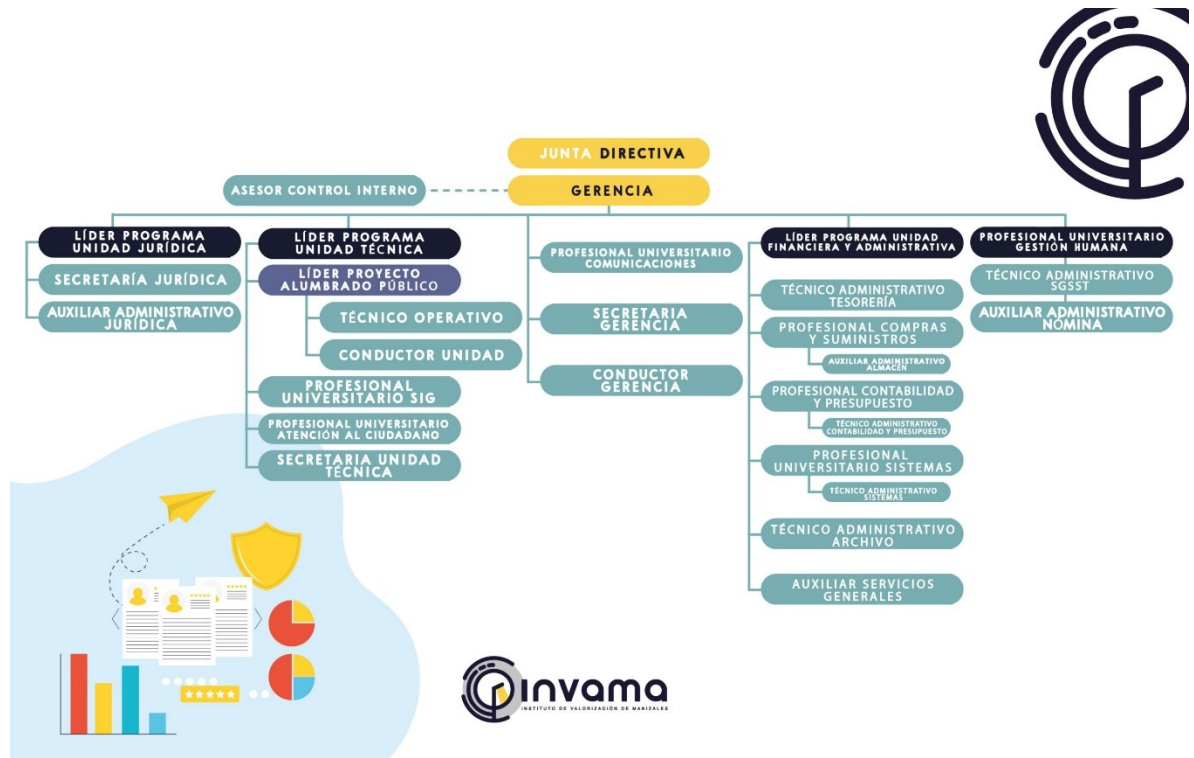 JUNTA DIRECTIVA
ASESOR CONTROL INTERNO
GERENCIA
LÍDER PROGRAMA
UNIDAD JURÍDICA
SECRETARÍA JURÍDICA
AUXILIAR ADMINISTRATIVO
JURÍDICA
LÍDER PROGRAMA
UNIDAD TÉCNICA
LÍDER PROYECTO
ALUMBRADO PÚBLICO
TÉCNICO OPERATIVO
CONDUCTOR UNIDAD
PROFESIONAL
UNIVERSITARIO SIG
PROFESIONAL UNIVERSITARIO
ATENCIÓN AL CIUDADANO
SECRETARIA UNIDAD
TÉCNICA
PROFESIONAL UNIVERSITARIO
COMUNICACIONES
SECRETARIA
GERENCIA
CONDUCTOR
GERENCIA
LÍDER PROGRAMA UNIDAD
FINANCIERA Y ADMINISTRATIVA
TÉCNICO ADMINISTRATIVO
TESORERÍA
PROFESIONAL COMPRAS
Y SUMINISTROS
AUXILIAR ADMINISTRATIVO
ALMACÉN
PROFESIONAL CONTABILIDAD
Y PRESUPUESTO
TÉCNICO ADMINISTRATIVO
CONTABILIDAD Y PRESUPUESTO
PROFESIONAL
UNIVERSITARIO SISTEMAS
TÉCNICO ADMINISTRATIVO
SISTEMAS
TÉCNICO ADMINISTRATIVO
ARCHIVO
AUXILIAR SERVICIOS
GENERALES
PROFESIONAL UNIVERSITARIO
GESTIÓN HUMANA
TÉCNICO ADMINISTRATIVO
SGSST
AUXILIAR ADMINISTRATIVO
NÓMINA
invama
INSTITUTO DE VALORIZACIÓN DE MANIZALES